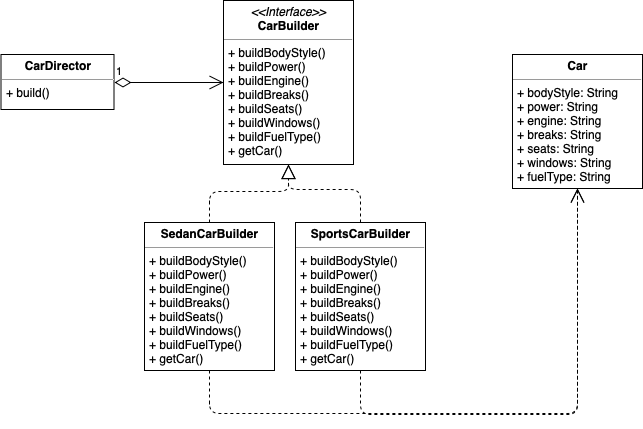 <<Interface>>
CarBuilder
+ buildBodyStyle()
+ buildPower()
+ buildEngine()
+ buildBreaks()
+ buildSeats()
+ buildWindows()
+ buildFuelType()
+ getCar()
CarDirector
+ build()
1
Car
+ bodyStyle: String
+ power: String
+ engine: String
+ breaks: String
+ seats: String
+ windows: String
+ fuelType: String
SedanCarBuilder
+ buildBodyStyle()
+ buildPower()
+ buildEngine()
+ buildBreaks()
+ buildSeats()
+ buildWindows()
+ buildFuelType()
+ getCar()
SportsCarBuilder
+ buildBodyStyle()
+ buildPower()
+ buildEngine()
+ buildBreaks()
+ buildSeats()
+ buildWindows()
+ buildFuelType()
+ getCar()